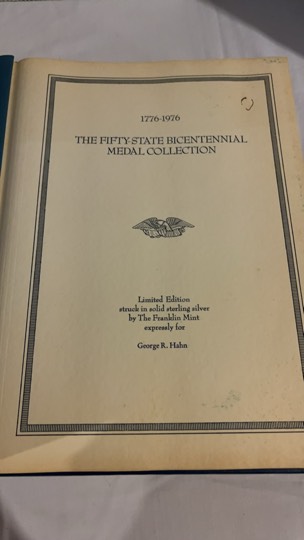 1776-1976
THE FIFTY-STATE BICENTENNIAL
MEDAL COLLECTION
Limited Edition
struck in solid sterling silver
by The Franklin Mint
expressly for
George R. Hahn